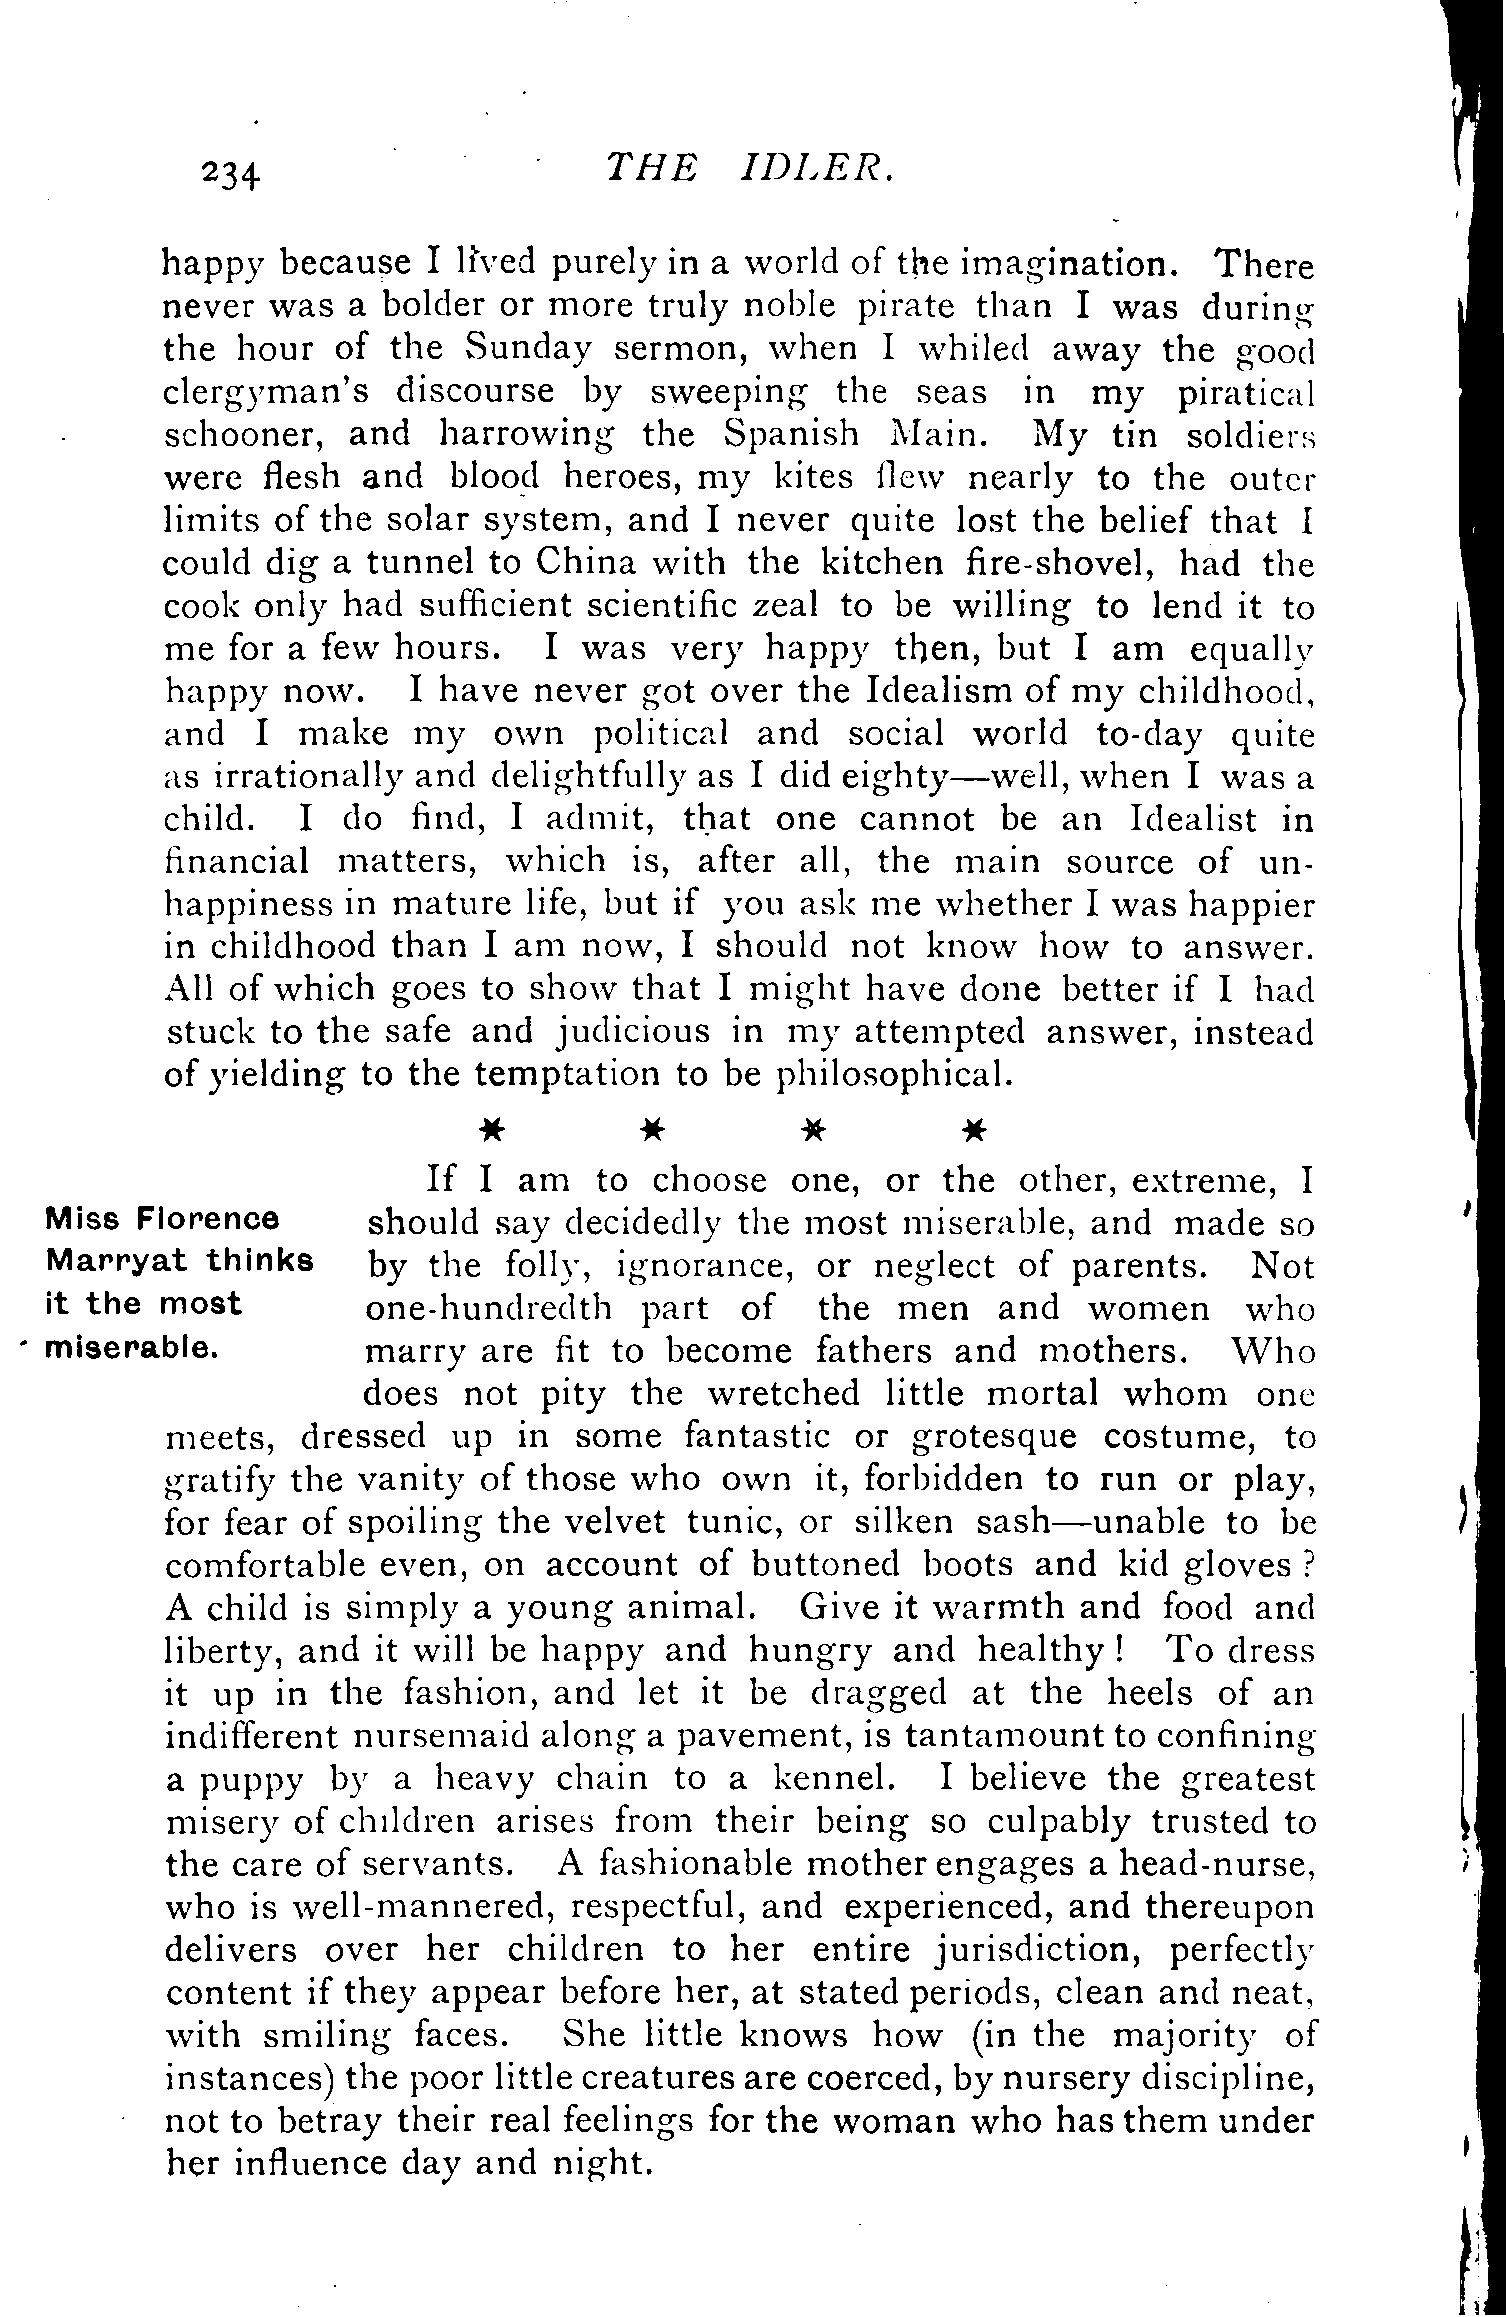 234 THE IDLER.
happy because I lived purely in a world of the imagination. There
never was a bolder or more truly noble pirate than I was during
the hour of the Sunday sermon, when I whiled away the good
clergyman's discourse by sweeping the seas in my piratical
schooner, and harrowing the Spanish Main. My tin soldiers
were flesh and blood heroes, my kites flew nearly to the outer
limits of the solar system, and I never quite lost the belief that I
could dig a tunnel to China with the kitchen fire-shovel, had the
cook only had sufficient scientific zeal to be willing to lend it to
me for a few hours. I was very happy then, but I am equally
happy now. I have never got over the Idealism of my childhood,
and I make my own political and social world to-day quite
as irrationally and delightfully as I did eighty—well, when I was a
child. I do find, I admit, that one cannot be an Idealist in
financial matters, which is, after all, the main source of un-
happiness in mature life, but if you ask me whether I was happier
in childhood than I am now, I should not know how to answer.
All of which goes to show that I might have done better if I had
stuck to the safe and judicious in my attempted answer, instead
of yielding to the temptation to be philosophical.
* * * *
Miss Florence
Marryat thinks
it the most
miserable.
If I am to choose one, or the other, extreme, I
should say decidedly the most miserable, and made so
by the folly, ignorance, or neglect of parents. Not
one-hundredth part of the men and women who
marry are fit to become fathers and mothers. Who
does not pity the wretched little mortal whom one
meets, dressed up in some fantastic or grotesque costume, to
gratify the vanity of those who own it, forbidden to run or play,
for fear of spoiling the velvet tunic, or silken sash—unable to be
comfortable even, on account of buttoned boots and kid gloves ?
A child is simply a young animal. Give it warmth and food and
liberty, and it will be happy and hungry and healthy ! To dress
it up in the fashion, and let it be dragged at the heels of an
indifferent nursemaid along a pavement, is tantamount to confining
a puppy by a heavy chain to a kennel. I believe the greatest
misery of children arises from their being so culpably trusted to
the care of servants. A fashionable mother engages a head-nurse,
who is well-mannered, respectful, and experienced, and thereupon
delivers over her children to her entire jurisdiction, perfectly
content if they appear before her, at stated periods, clean and neat,
with smiling faces. She little knows how (in the majority of
instances) the poor little creatures are coerced, by nursery discipline,
not to betray their real feelings for the woman who has them under
her influence day and night.